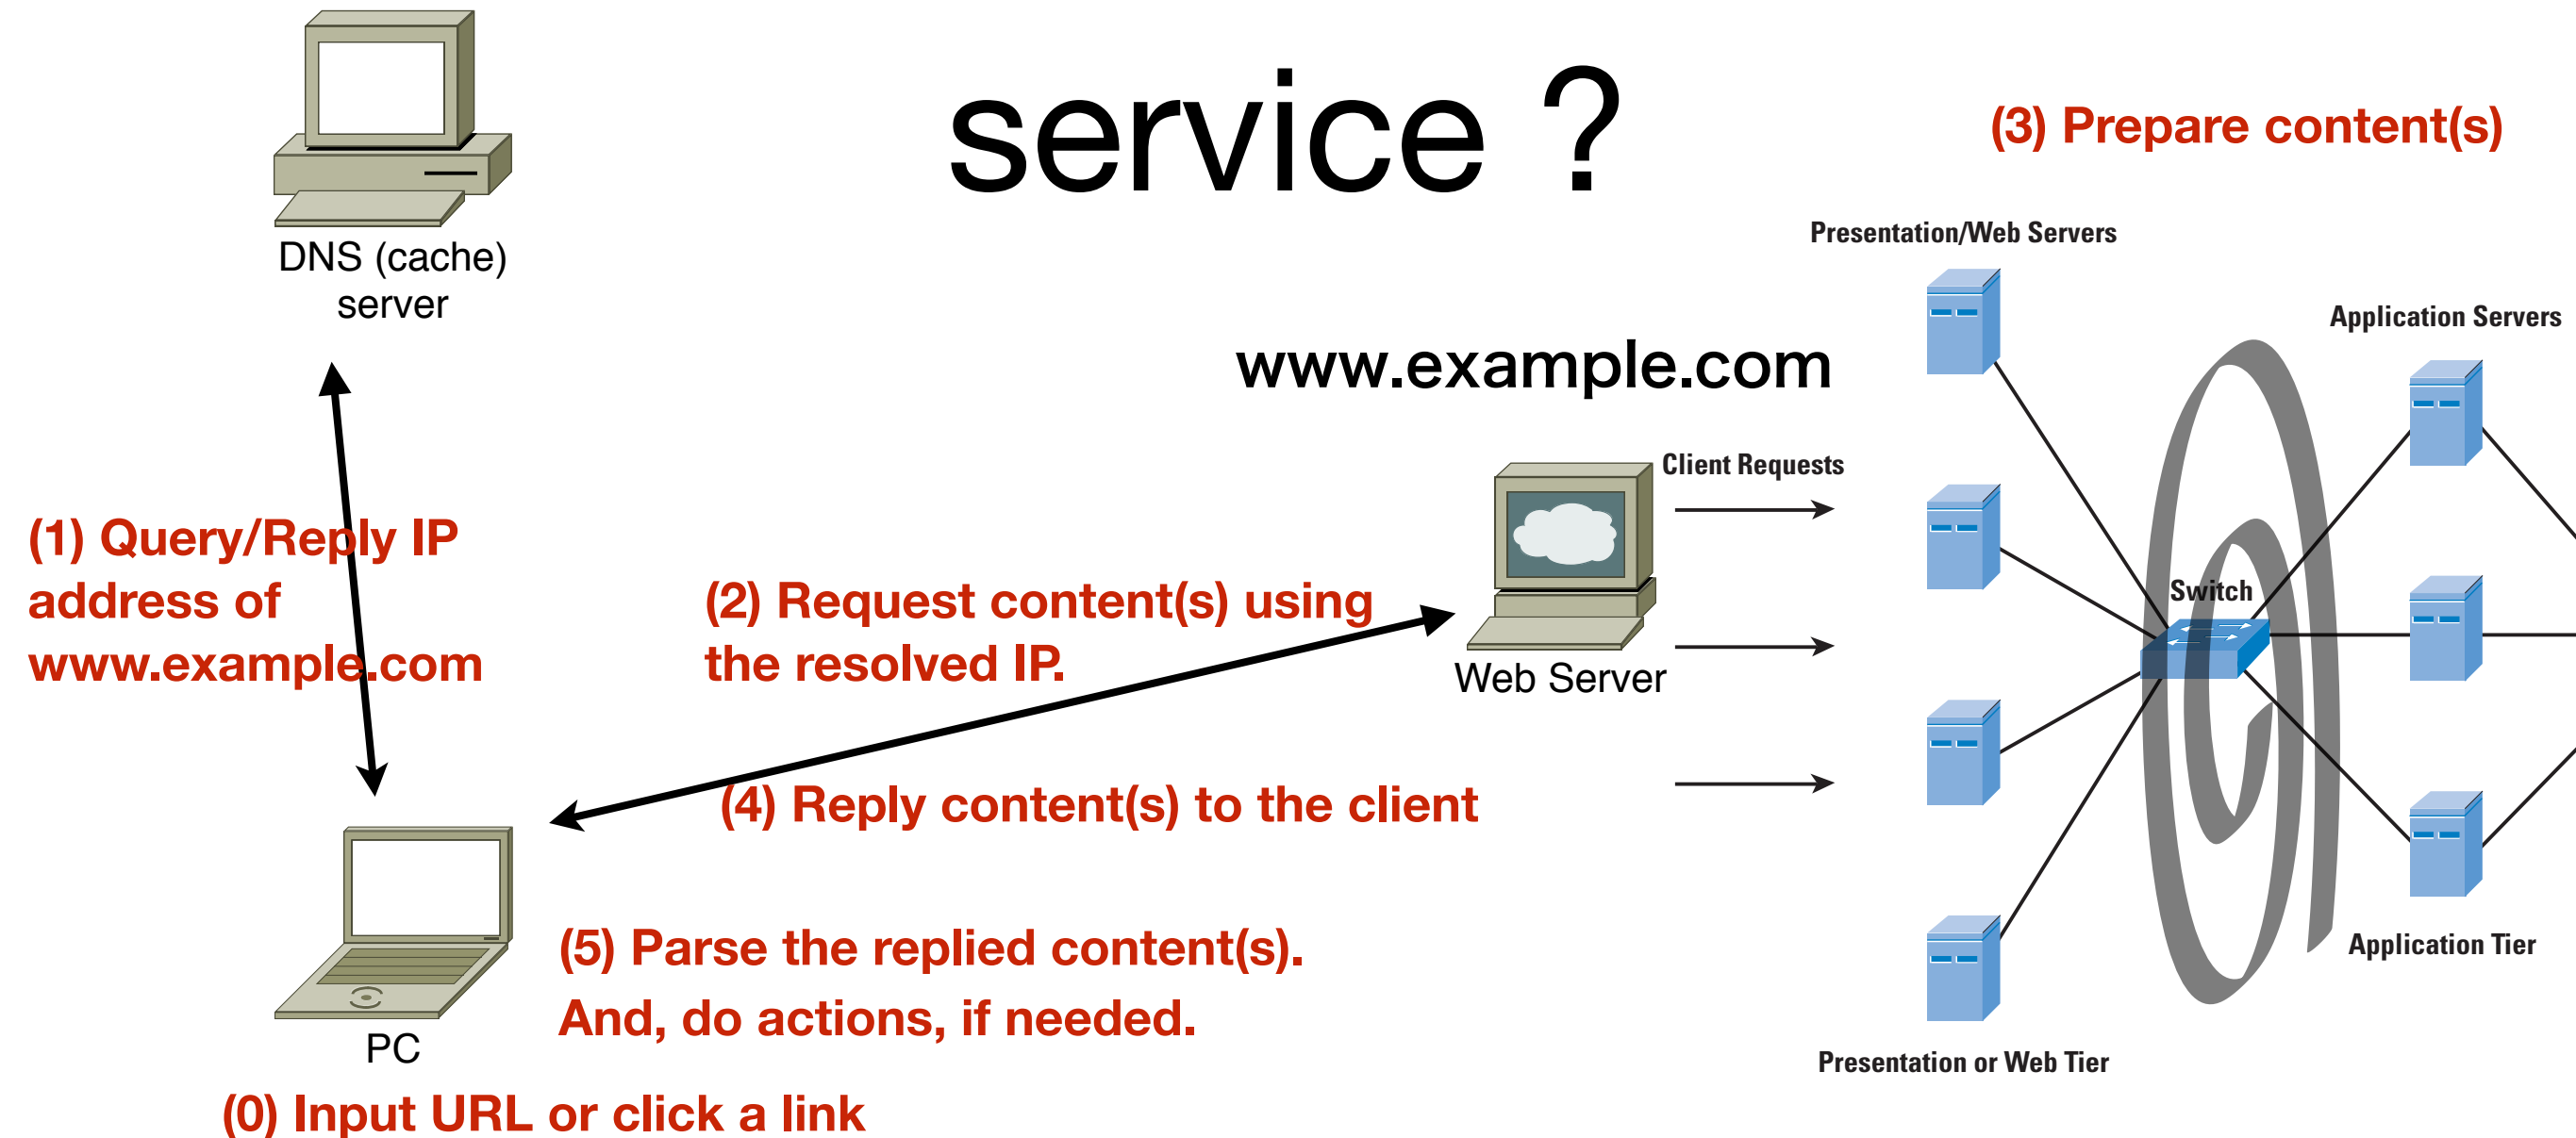 service ?
(3) Prepare content(s)
DNS (cache)
server
Presentation/Web Servers
Application Servers
www.example.com
Client Requests
(1) Query/Reply IP
address of
www.example.com
(2) Request content(s) using
the resolved IP.
Switch
Web Server
(4) Reply content(s) to the client
(5) Parse the replied content(s).
And, do actions, if needed.
Application Tier
PC
Presentation or Web Tier
(0) Input URL or click a link